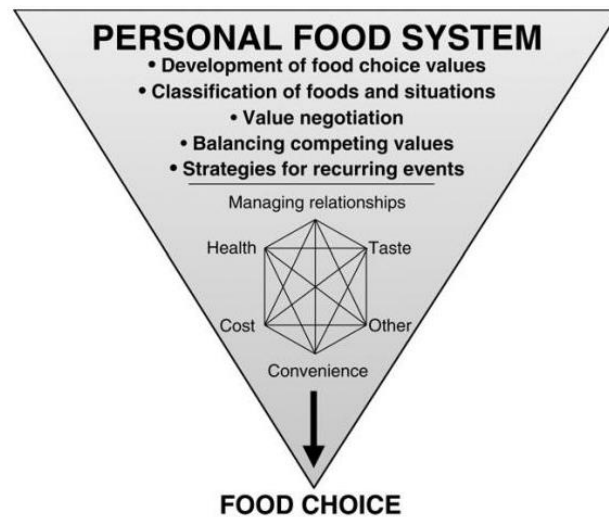 PERSONAL FOOD SYSTEM
• Development of food choice values
• Classification of foods and situations
• Value negotiation
• Balancing competing values
• Strategies for recurring events
Managing relationships
Health Taste
Cost Other
Convenience
FOOD CHOICE